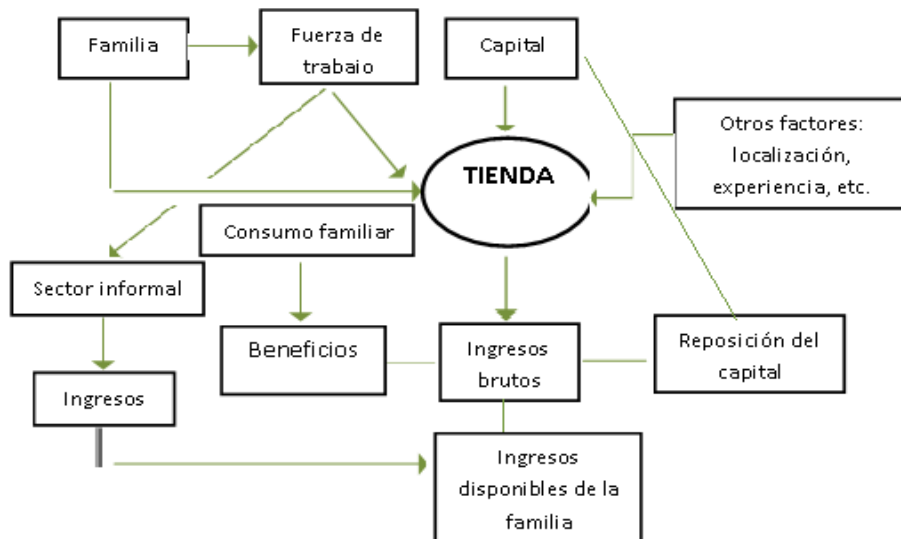 Familia
Fuerza de
trabaio
Capital
Otros factores:
localización,
experiencia, etc.
TIENDA
Consumo familiar
Sector informal
Beneficios
Ingresos
brutos
Reposición del
capital
Ingresos
Ingresos
disponibles de la
familia